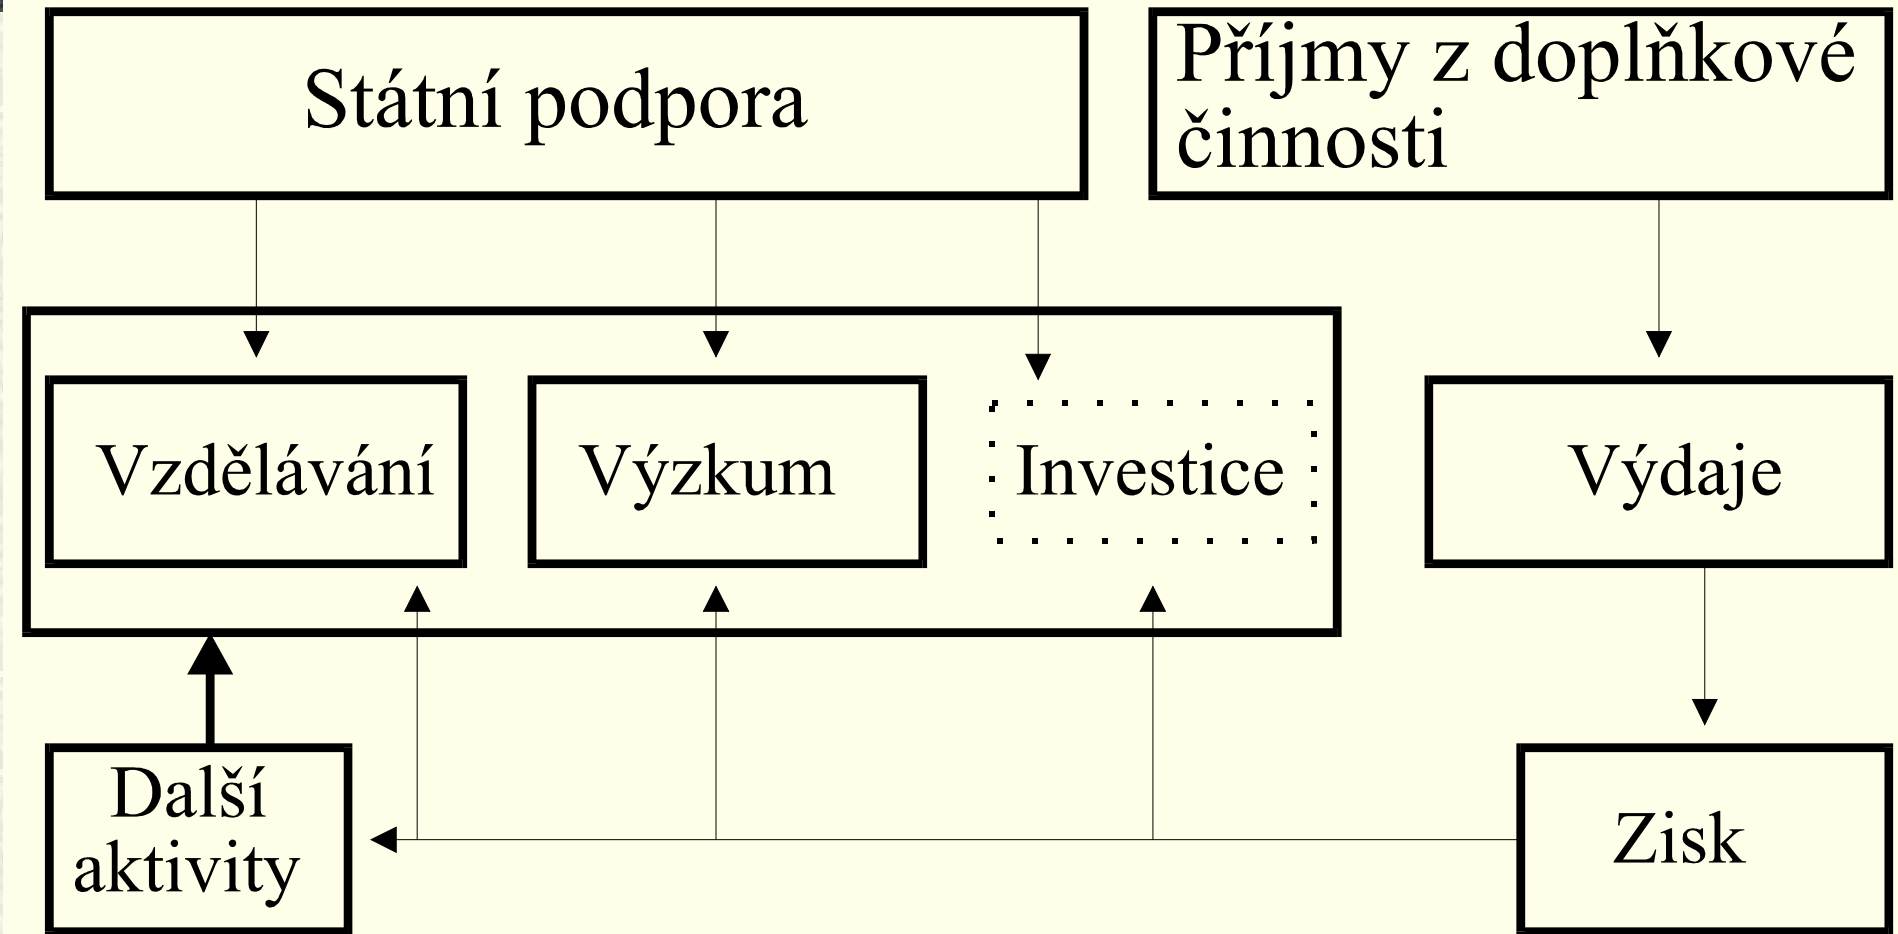 Státní podpora
Příjmy z doplňkové
činnosti
Vzdělávání
Výzkum
Investice
Výdaje
Další
aktivity
Zisk